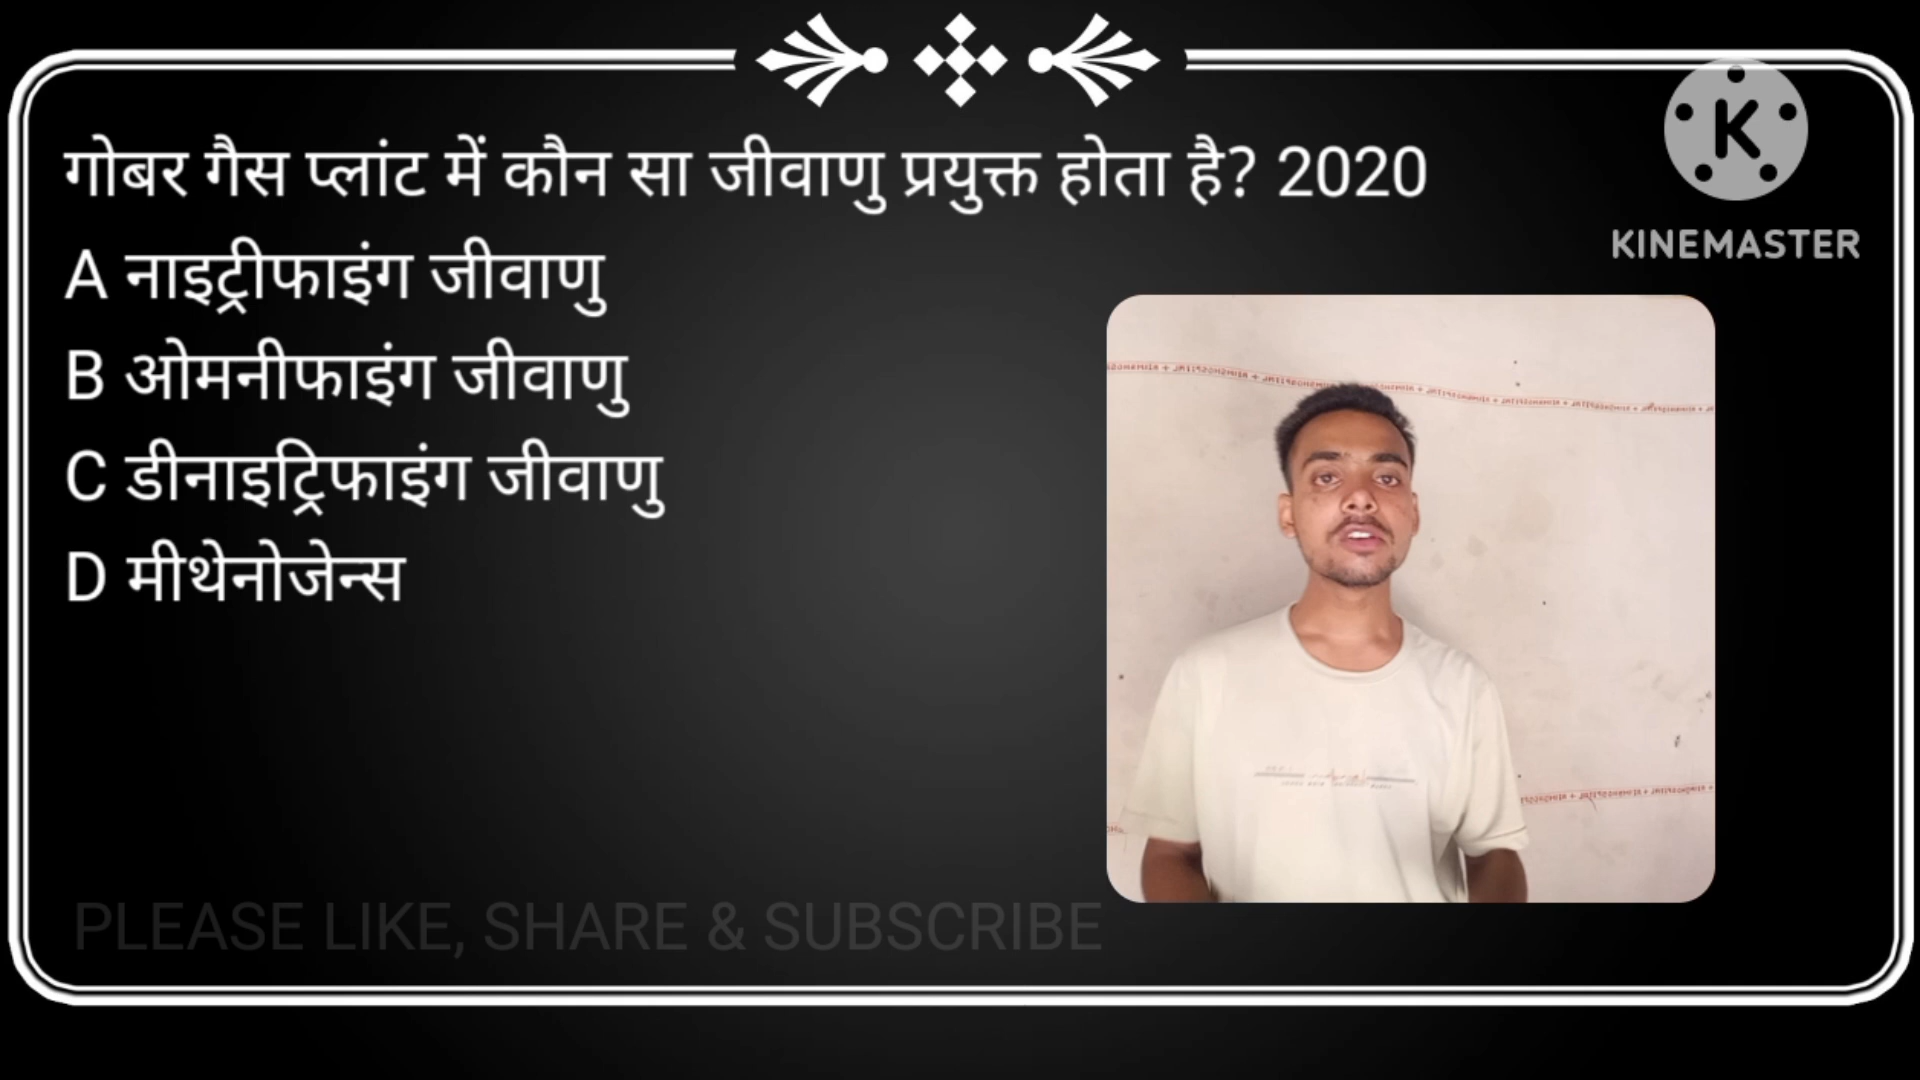 गोबर गैस प्लांट में कौन सा जीवाणु प्रयुक्त होता है? 2020
A नाइट्रीफाइंग जीवाणु
B ओमनीफाइंग जीवाणु
C डीनाइट्रिफाइंग जीवाणु
D मीथेनोजेन्स
K
KINEMASTER
PLEASE LIKE, SHARE & SUBSCRIBE